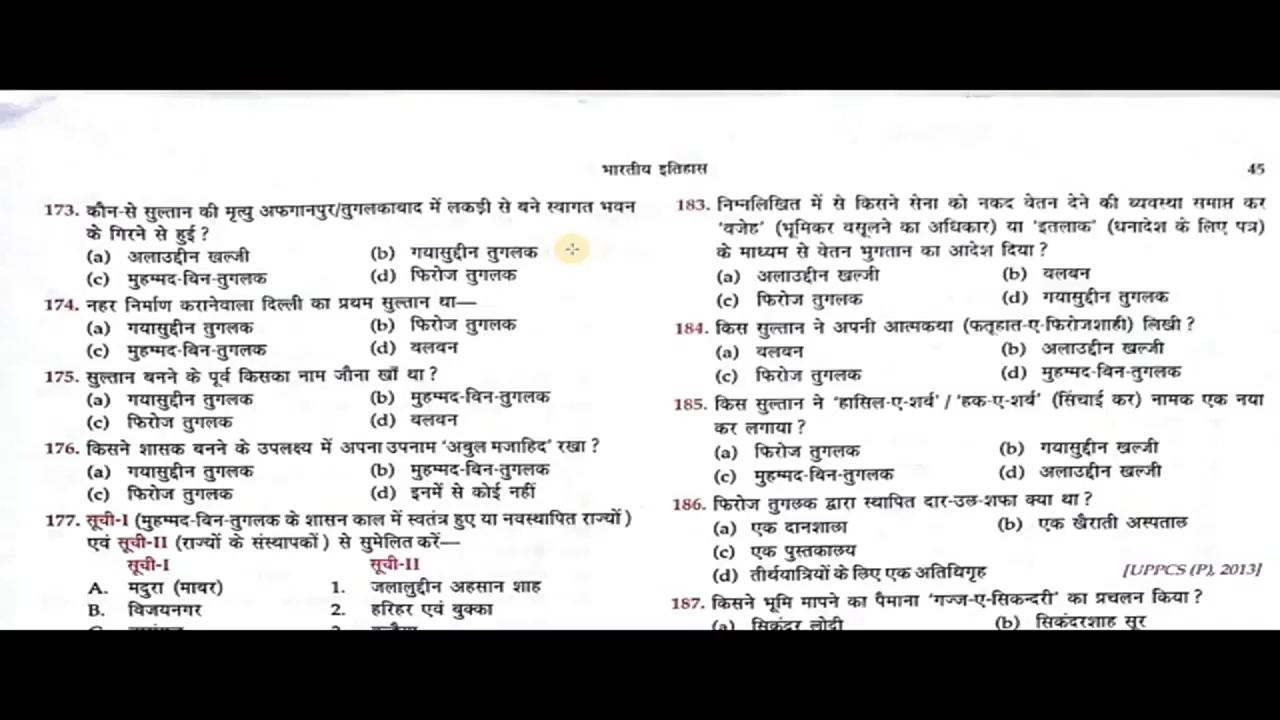 भारतीय इतिहास
45
173. कौन-से सुल्तान की मृत्यु अफगानपुर/तुगलकाबाद में लकड़ी से बने स्वागत भवन
के गिरने से हुई ?
(a) अलाउद्दीन खल्जी (b) गयासुद्दीन तुगलक
(c) मुहम्मद-बिन-तुगलक (d) फिरोज तुगलक
174. नहर निर्माण करानेवाला दिल्ली का प्रथम सुल्तान था—
(a) गयासुद्दीन तुगलक (b) फिरोज तुगलक
(c) मुहम्मद-बिन-तुगलक (d) बलबन
175. सुल्तान बनने के पूर्व किसका नाम जौना खाँ था ?
(a) गयासुद्दीन तुगलक (b) मुहम्मद-बिन-तुगलक
(c) फिरोज तुगलक (d) बलबन
176. किसने शासक बनने के उपलक्ष्य में अपना उपनाम 'अबुल मजाहिद' रखा ?
(a) गयासुद्दीन तुगलक (b) मुहम्मद-बिन-तुगलक
(c) फिरोज तुगलक (d) इनमें से कोई नहीं
177. सूची-I (मुहम्मद-बिन-तुगलक के शासन काल में स्वतंत्र हुए या नवस्थापित राज्यों)
एवं सूची-II (राज्यों के संस्थापकों) से सुमेलित करें—
सूची-I सूची-II
A. मदुरा (माबर) 1. जलालुद्दीन अहसान शाह
B. विजयनगर 2. हरिहर एवं बुक्का
183. निम्नलिखित में से किसने सेना को नकद वेतन देने की व्यवस्था समाप्त कर
'वजेह' (भूमिकर वसूलने का अधिकार) या 'इतलाक' (धनादेश के लिए पत्र)
के माध्यम से वेतन भुगतान का आदेश दिया ?
(a) अलाउद्दीन खल्जी (b) बलबन
(c) फिरोज तुगलक (d) गयासुद्दीन तुगलक
184. किस सुल्तान ने अपनी आत्मकथा (फतूहात-ए-फिरोजशाही) लिखी ?
(a) बलबन (b) अलाउद्दीन खल्जी
(c) फिरोज तुगलक (d) मुहम्मद-बिन-तुगलक
185. किस सुल्तान ने 'हासिल-ए-शर्ब' / 'हक-ए-शर्ब' (सिंचाई कर) नामक एक नया
कर लगाया ?
(a) फिरोज तुगलक (b) गयासुद्दीन खल्जी
(c) मुहम्मद-बिन-तुगलक (d) अलाउद्दीन खल्जी
186. फिरोज तुगलक द्वारा स्थापित दार-उल-शफा क्या था ?
(a) एक दानशाला (b) एक खैराती अस्पताल
(c) एक पुस्तकालय
(d) तीर्थयात्रियों के लिए एक अतिथिगृह [UPPCS (P), 2013]
187. किसने भूमि मापने का पैमाना 'गज्ज-ए-सिकन्दरी' का प्रचलन किया ?
(a) सिकंदर लोदी (b) सिकंदरशाह सूर